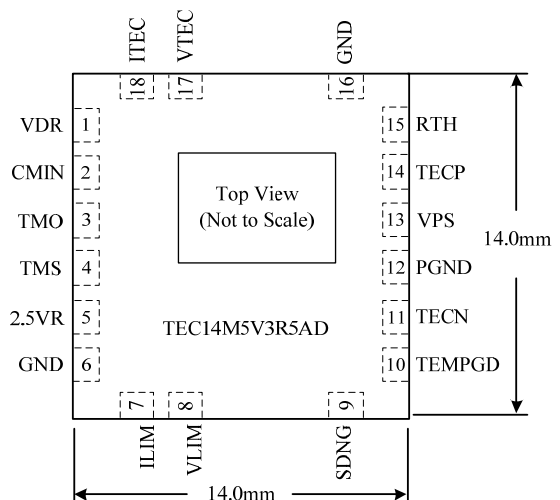 ITEC
VTEC
GND
18
17
16
VDR
1
15
RTH
CMIN
2
14
TECP
Top View
(Not to Scale)
TMO
3
13
VPS
14.0mm
TMS
4
12
PGND
2.5VR
5
TEC14M5V3R5AD
11
TECN
GND
6
10
TEMPGD
7
8
9
ILIM
VLIM
SDNG
14.0mm